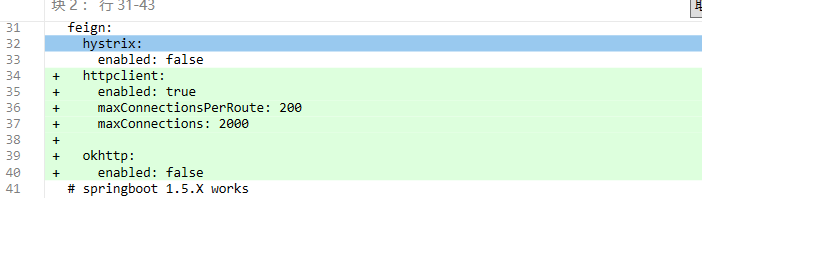 块 2： 行 31-43
31 feign:
32   hystrix:
33     enabled: false
34 +   httpclient:
35 +     enabled: true
36 +     maxConnectionsPerRoute: 200
37 +     maxConnections: 2000
38 +
39 +   okhttp:
40 +     enabled: false
41 # springboot 1.5.X works